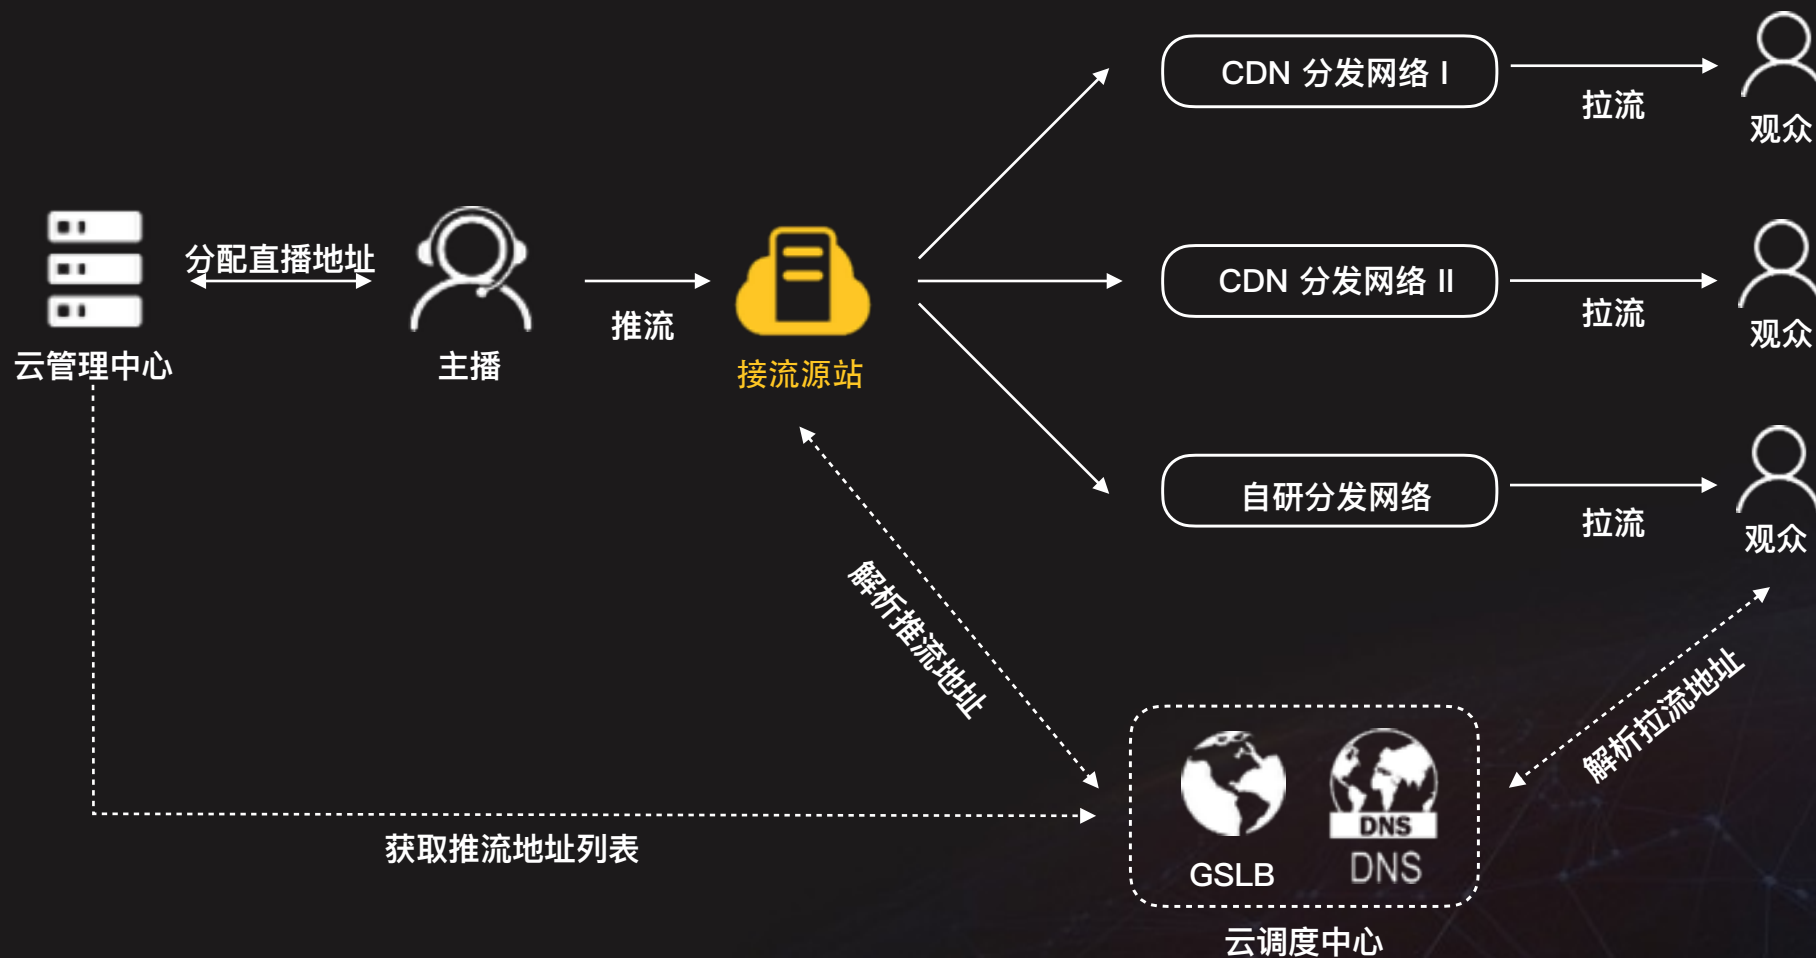 CDN 分发网络 I
拉流
观众
分配直播地址
云管理中心
主播
推流
接流源站
CDN 分发网络 II
拉流
观众
自研分发网络
拉流
观众
解析推流地址
解析拉流地址
获取推流地址列表
GSLB
DNS
DNS
云调度中心